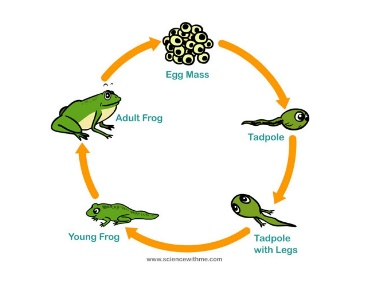 Egg Mass
Adult Frog
Tadpole
Young Frog
Tadpole
with Legs
www.sciencewithme.com